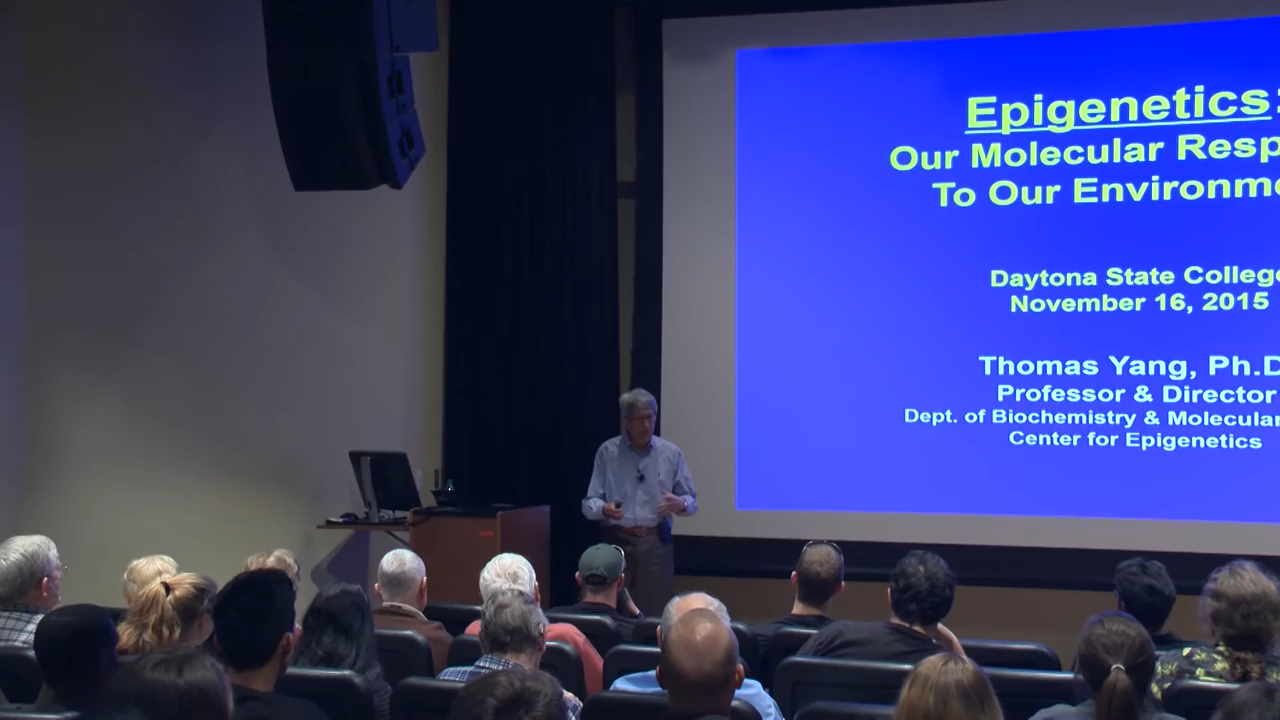 Epigenetics:
Our Molecular Resp
To Our Environme
Daytona State College
November 16, 2015
Thomas Yang, Ph.D
Professor & Director
Dept. of Biochemistry & Molecular
Center for Epigenetics